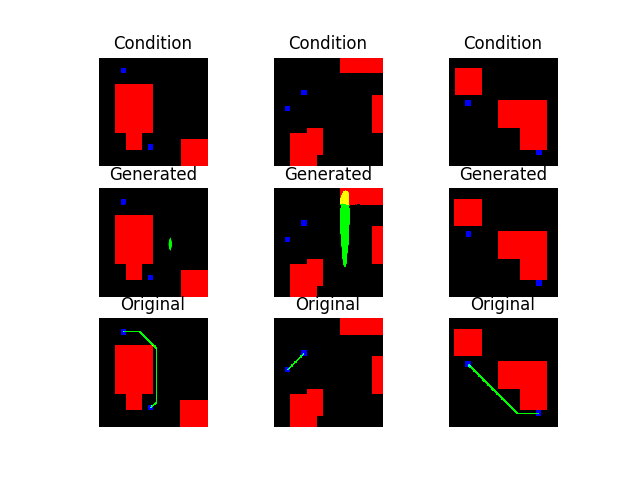 Condition Condition Condition
Generated Generated Generated
Original Original Original